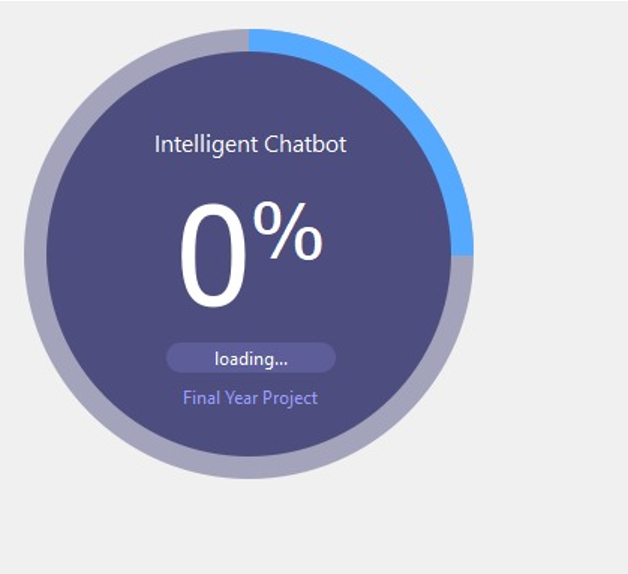 Intelligent Chatbot
0%
loading...
Final Year Project